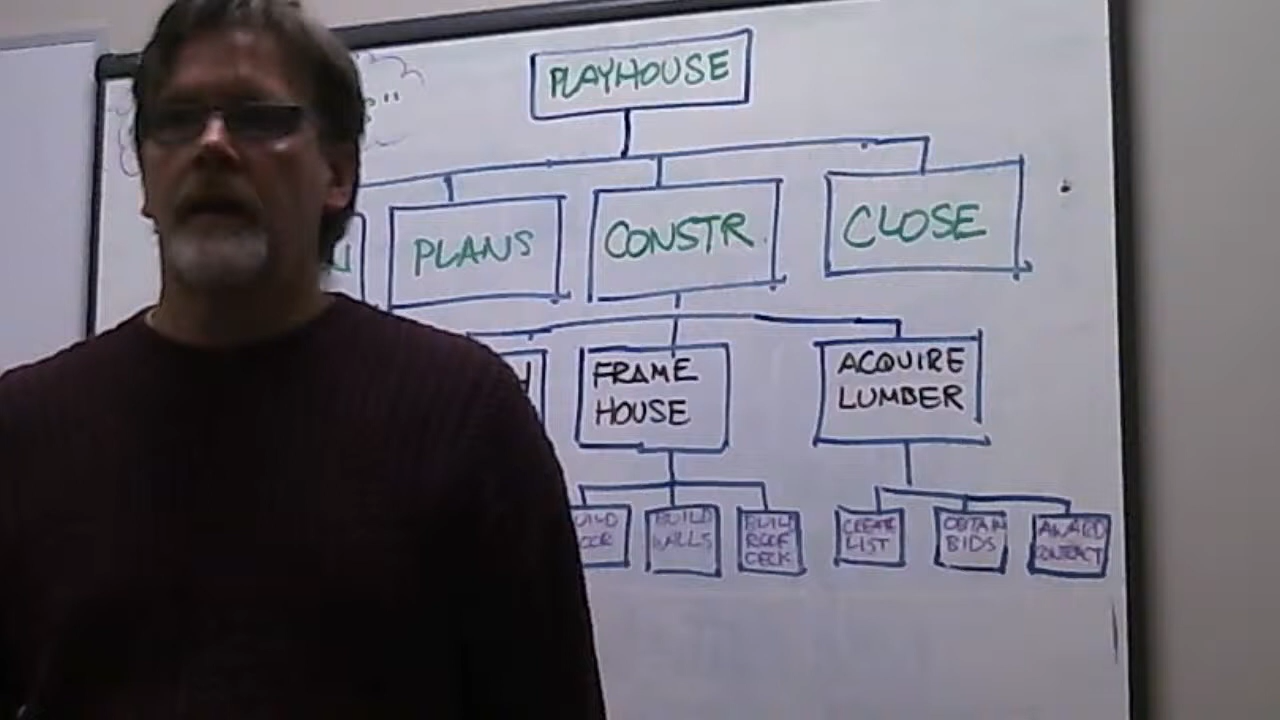 PLAYHOUSE
PLANS
CONSTR.
CLOSE
FRAME
HOUSE
ACQUIRE
LUMBER
BUILD
WALLS
BUILD
ROOF
DECK
CREATE
LIST
OBTAIN
BIDS
AWARD
CONTRACT